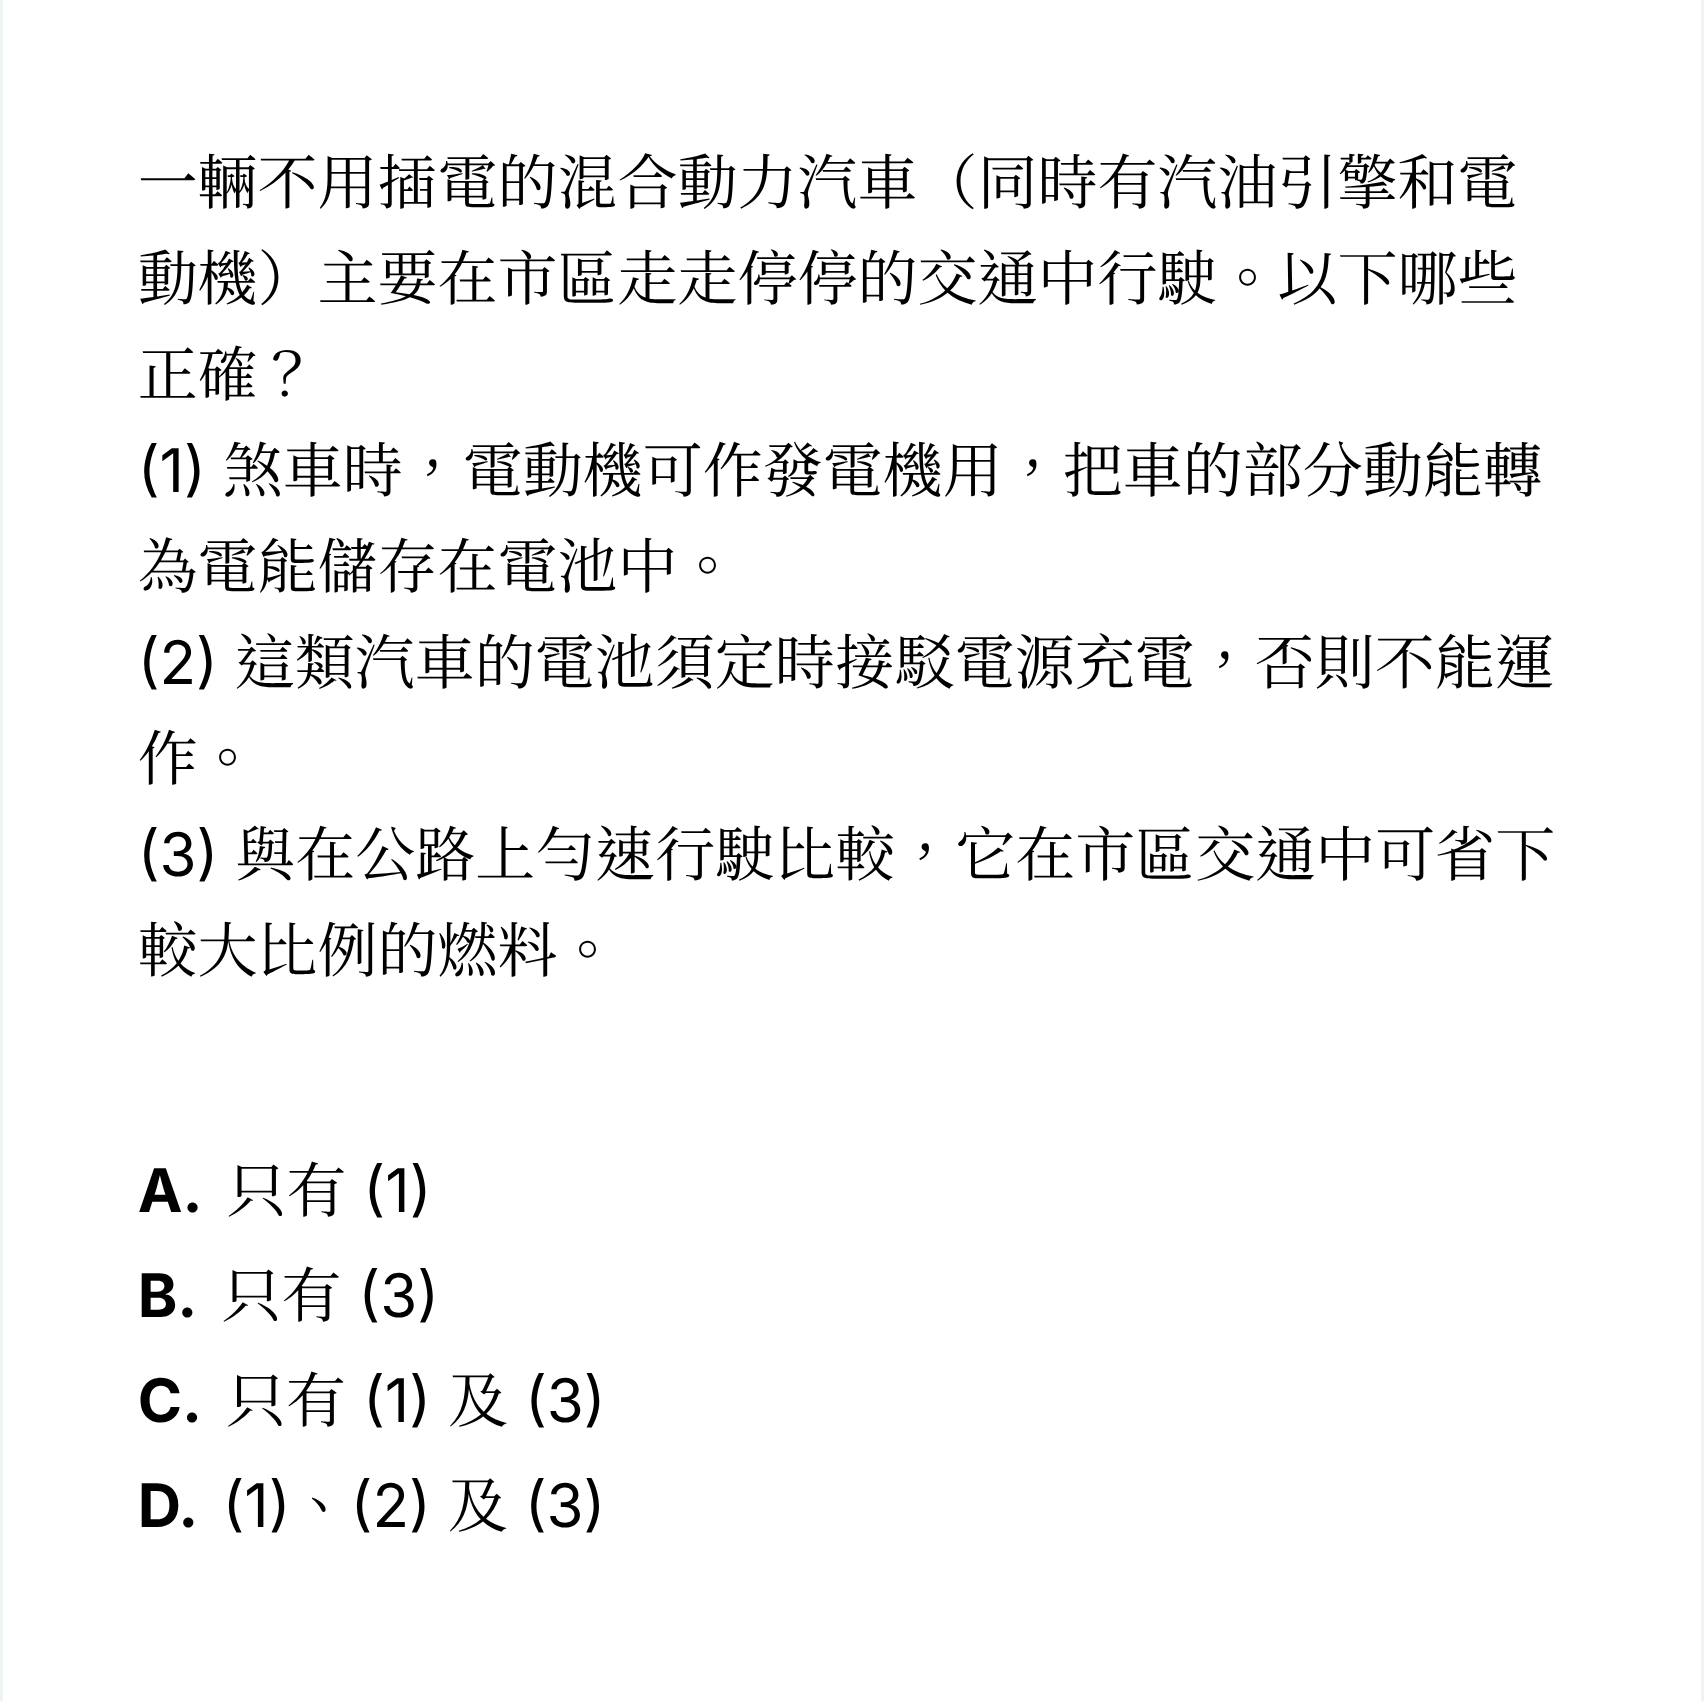 一輛不用插電的混合動力汽車（同時有汽油引擎和電
動機）主要在市區走走停停的交通中行駛。以下哪些
正確？
(1) 煞車時，電動機可作發電機用，把車的部分動能轉
為電能儲存在電池中。
(2) 這類汽車的電池須定時接駁電源充電，否則不能運
作。
(3) 與在公路上勻速行駛比較，它在市區交通中可省下
較大比例的燃料。
A. 只有 (1)
B. 只有 (3)
C. 只有 (1) 及 (3)
D. (1)、(2) 及 (3)